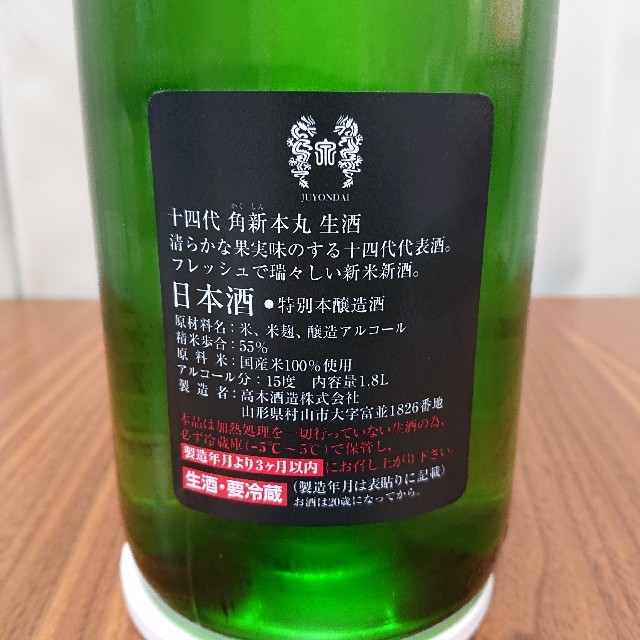 JUYONDAI
かくしん
十四代 角新本丸 生酒
清らかな果実味のする十四代代表酒。
フレッシュで瑞々しい新米新酒。
日本酒 ●特別本醸造酒
原材料名：米、米麹、醸造アルコール
精米歩合：55%
原料米：国産米100%使用
アルコール分：15度 内容量1.8L
製造者：高木酒造株式会社
山形県村山市大字富並1826番地
本品は加熱処理を一切行っていない生酒の為、
必ず冷蔵庫(−5℃~5℃)で保管し、
製造年月より3ヶ月以内にお召し上がり下さい。
生酒・要冷蔵 (製造年月は表貼りに記載)
お酒は20歳になってから。